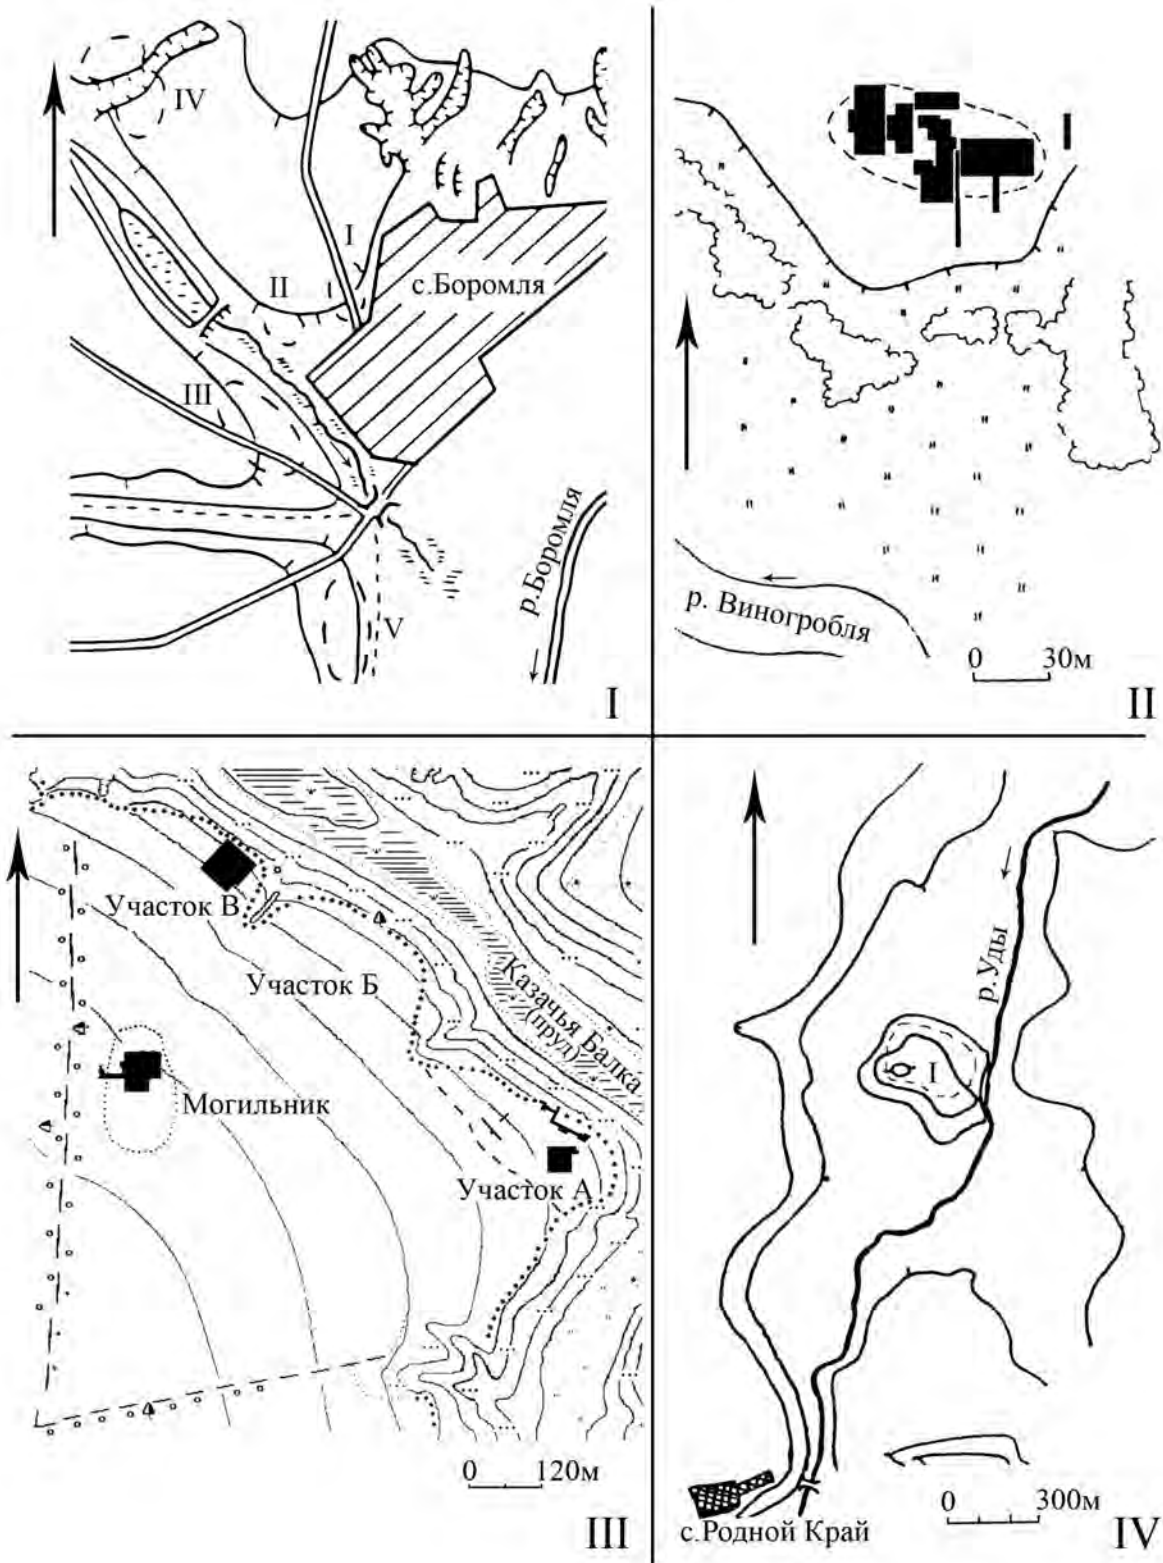 IV
I
II
с.Боромля
III
р.Боромля
V
I
р. Виногробля
0 30м
II
Участок В
Участок Б
Казачья Балка
(пруд)
Могильник
Участок А
0 120м
III
р.Уды
I
с.Родной Край
0 300м
IV